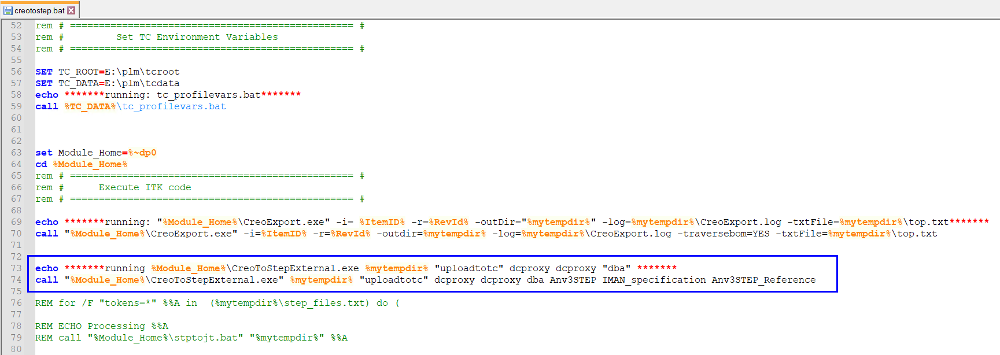 creotostep.bat
52 rem # ================================================= #
53 rem #         Set TC Environment Variables
54 rem # ================================================= #
55
56 SET TC_ROOT=E:\plm\tcroot
57 SET TC_DATA=E:\plm\tcdata
58 echo *******running: tc_profilevars.bat*******
59 call %TC_DATA%\tc_profilevars.bat
60
61
62
63 set Module_Home=%~dp0
64 cd %Module_Home%
65 rem # ================================================= #
66 rem #      Execute ITK code
67 rem # ================================================= #
68
69 echo *******running: "%Module_Home%\CreoExport.exe" -i= %ItemID% -r=%RevId% -outDir="%mytempdir%" -log=%mytempdir%\CreoExport.log -txtFile=%mytempdir%\top.txt*******
70 call "%Module_Home%\CreoExport.exe" -i=%ItemID% -r=%RevId% -outdir=%mytempdir% -log=%mytempdir%\CreoExport.log -traversebom=YES -txtFile=%mytempdir%\top.txt
71
72
73 echo *******running %Module_Home%\CreoToStepExternal.exe %mytempdir% "uploadtotc" dcproxy dcproxy "dba" *******
74 call "%Module_Home%\CreoToStepExternal.exe" %mytempdir% "uploadtotc" dcproxy dcproxy dba Anv3STEP IMAN_specification Anv3STEP_Reference
75
76 REM for /F "tokens=*" %%A in  (%mytempdir%\step_files.txt) do (
77
78 REM ECHO Processing %%A
79 REM call "%Module_Home%\stptojt.bat" "%mytempdir%" %%A
80